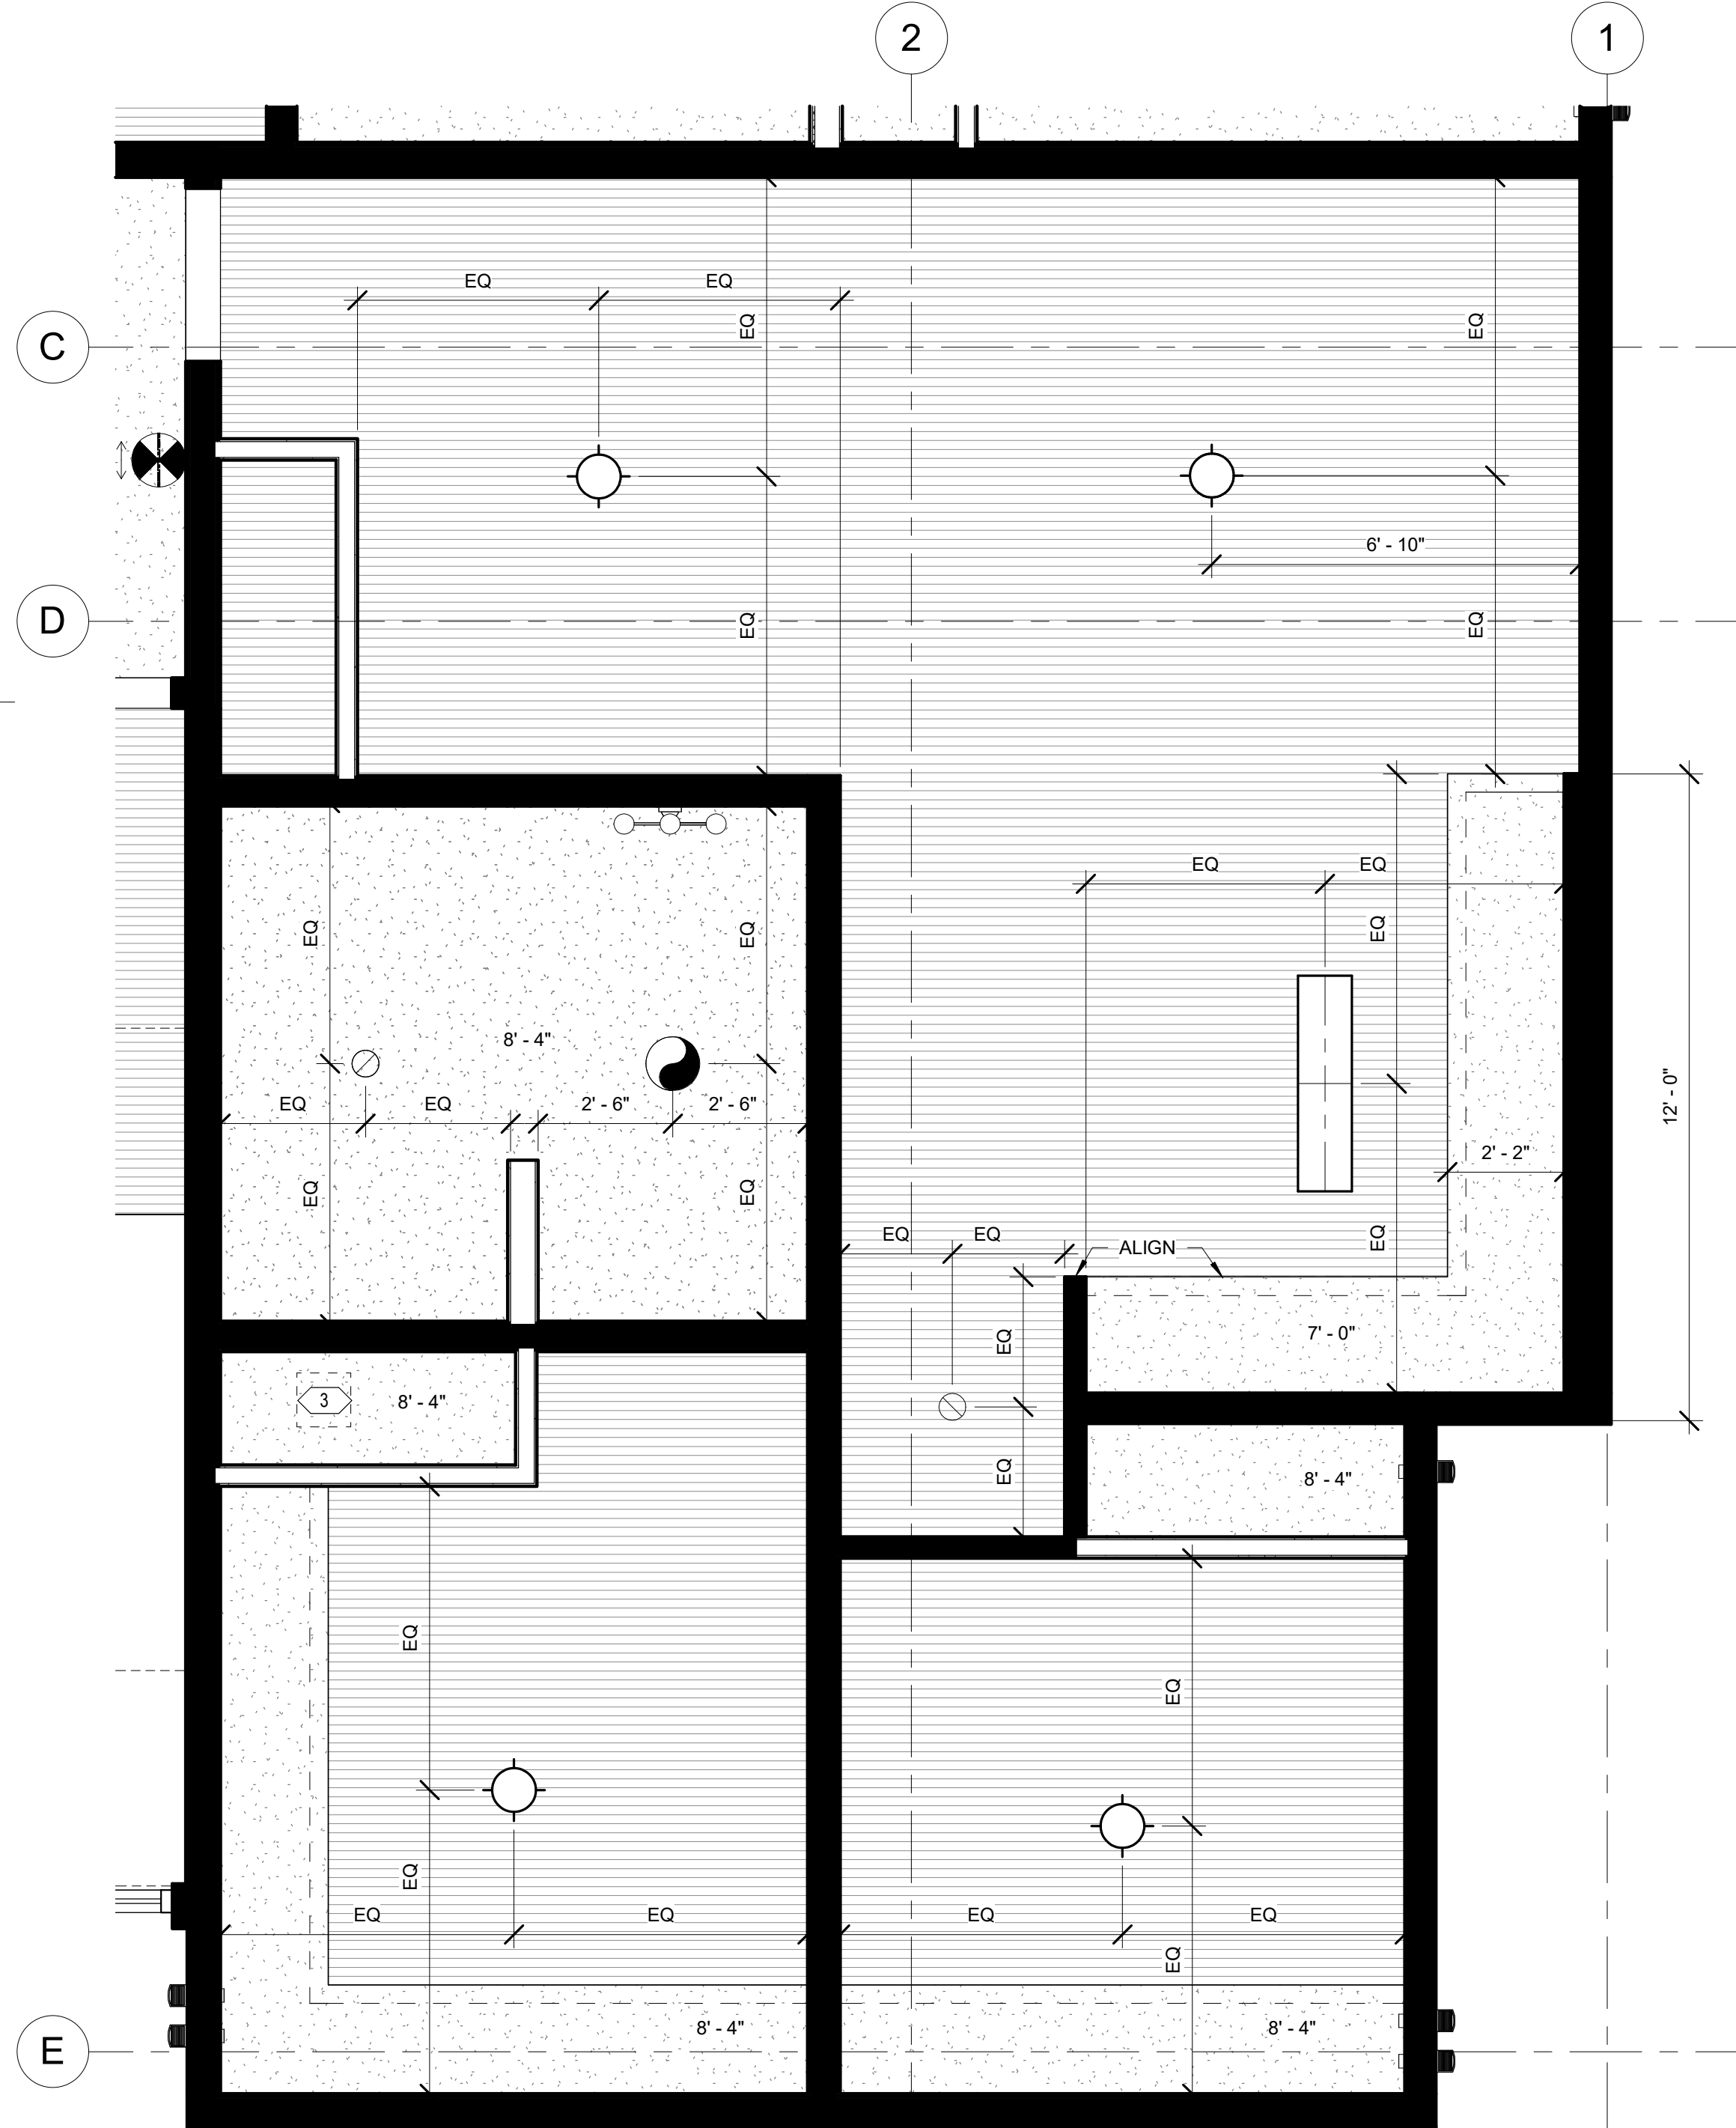 2
1
EQ
EQ
EQ
EQ
C
6' - 10"
D
EQ
EQ
EQ
EQ
EQ
EQ
EQ
8' - 4"
EQ
EQ
2' - 6"
2' - 6"
12' - 0"
2' - 2"
EQ
EQ
EQ
EQ
EQ
ALIGN
7' - 0"
EQ
3
8' - 4"
EQ
8' - 4"
EQ
EQ
EQ
EQ
EQ
EQ
EQ
EQ
8' - 4"
8' - 4"
E